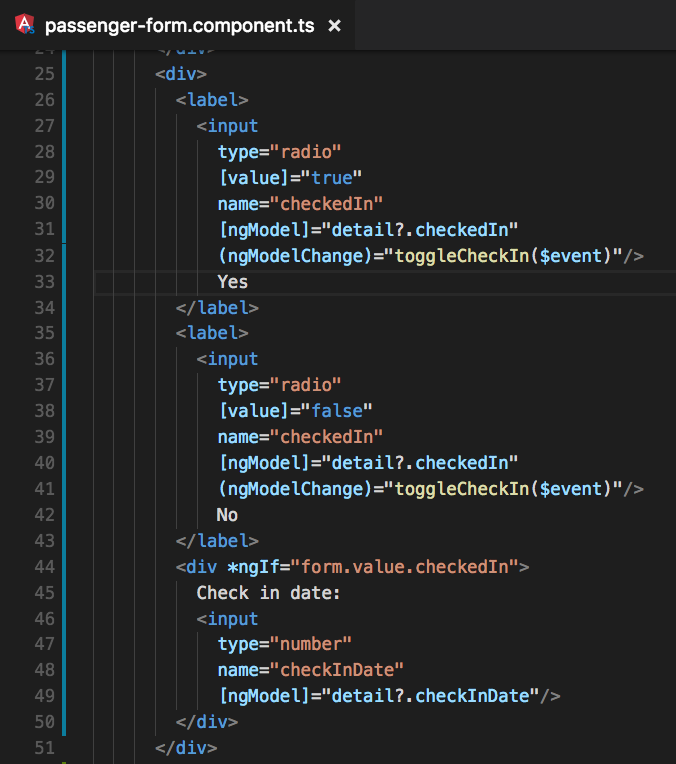 passenger-form.component.ts ×
24 </div>
25 <div>
26 <label>
27 <input
28 type="radio"
29 [value]="true"
30 name="checkedIn"
31 [ngModel]="detail?.checkedIn"
32 (ngModelChange)="toggleCheckIn($event)"/>
33 Yes
34 </label>
35 <label>
36 <input
37 type="radio"
38 [value]="false"
39 name="checkedIn"
40 [ngModel]="detail?.checkedIn"
41 (ngModelChange)="toggleCheckIn($event)"/>
42 No
43 </label>
44 <div *ngIf="form.value.checkedIn">
45 Check in date:
46 <input
47 type="number"
48 name="checkInDate"
49 [ngModel]="detail?.checkInDate"/>
50 </div>
51 </div>